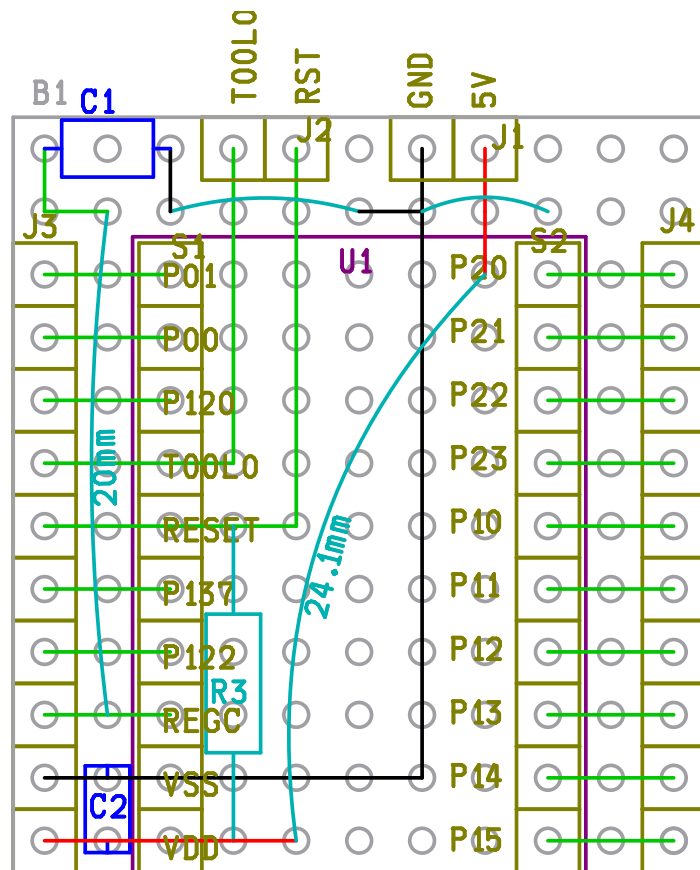 TOOL0
RST
GND
5V
B1
C1
J2
J1
J3
S1
U1
S2
J4
P01
P20
P00
P21
P120
P22
TOOL0
P23
20mm
RESET
P10
24.1mm
P137
P11
P122
P12
R3
REGC
P13
VSS
P14
C2
VDD
P15